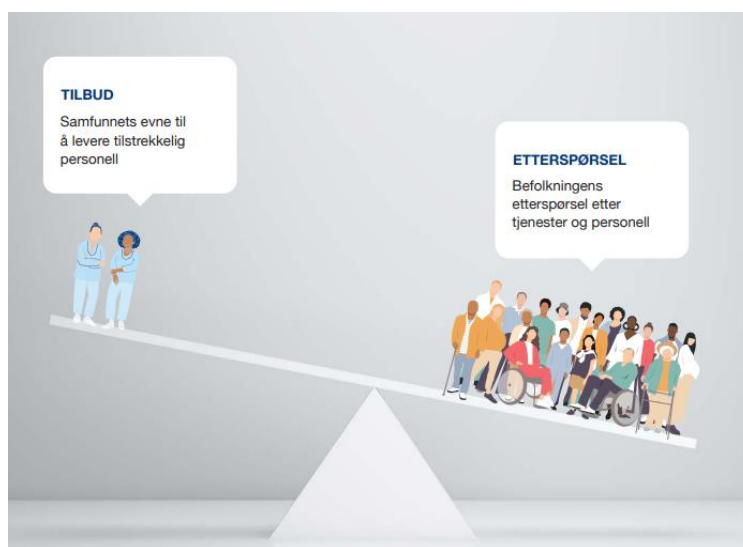 TILBUD
Samfunnets evne til
å levere tilstrekkelig
personell
ETTERSPØRSEL
Befolkningens
etterspørsel etter
tjenester og personell